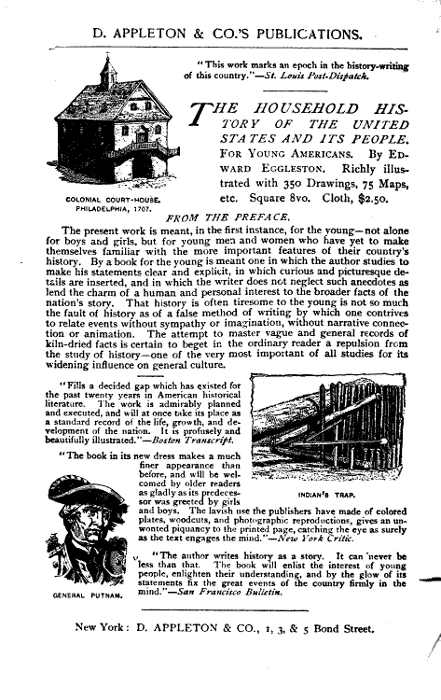 D. APPLETON & CO.'S PUBLICATIONS.
"This work marks an epoch in the history-writing
of this country."—St. Louis Post-Dispatch.
THE HOUSEHOLD HIS-
TORY OF THE UNITED
STATES AND ITS PEOPLE.
FOR YOUNG AMERICANS. By ED-
WARD EGGLESTON. Richly illus-
trated with 350 Drawings, 75 Maps,
etc. Square 8vo. Cloth, $2.50.
COLONIAL COURT-HOUSE.
PHILADELPHIA, 1707.
FROM THE PREFACE.
The present work is meant, in the first instance, for the young—not alone
for boys and girls, but for young men and women who have yet to make
themselves familiar with the more important features of their country's
history. By a book for the young is meant one in which the author studies to
make his statements clear and explicit, in which curious and picturesque de-
tails are inserted, and in which the writer does not neglect such anecdotes as
lend the charm of a human and personal interest to the broader facts of the
nation's story. That history is often tiresome to the young is not so much
the fault of history as of a false method of writing by which one contrives
to relate events without sympathy or imagination, without narrative connec-
tion or animation. The attempt to master vague and general records of
kiln-dried facts is certain to beget in the ordinary reader a repulsion from
the study of history—one of the very most important of all studies for its
widening influence on general culture.
"Fills a decided gap which has existed for
the past twenty years in American historical
literature. The work is admirably planned
and executed, and will at once take its place as
a standard record of the life, growth, and de-
velopment of the nation. It is profusely and
beautifully illustrated."—Boston Transcript.
INDIAN'S TRAP.
"The book in its new dress makes a much
finer appearance than
before, and will be wel-
comed by older readers
as gladly as its predeces-
sor was greeted by girls
and boys. The lavish use the publishers have made of colored
plates, woodcuts, and photographic reproductions, gives an un-
wonted piquancy to the printed page, catching the eye as surely
as the text engages the mind."—New York Critic.
"The author writes history as a story. It can never be
less than that. The book will enlist the interest of young
people, enlighten their understanding, and by the glow of its
statements fix the great events of the country firmly in the
mind."—San Francisco Bulletin.
GENERAL PUTNAM.
New York: D. APPLETON & CO., 1, 3, & 5 Bond Street.